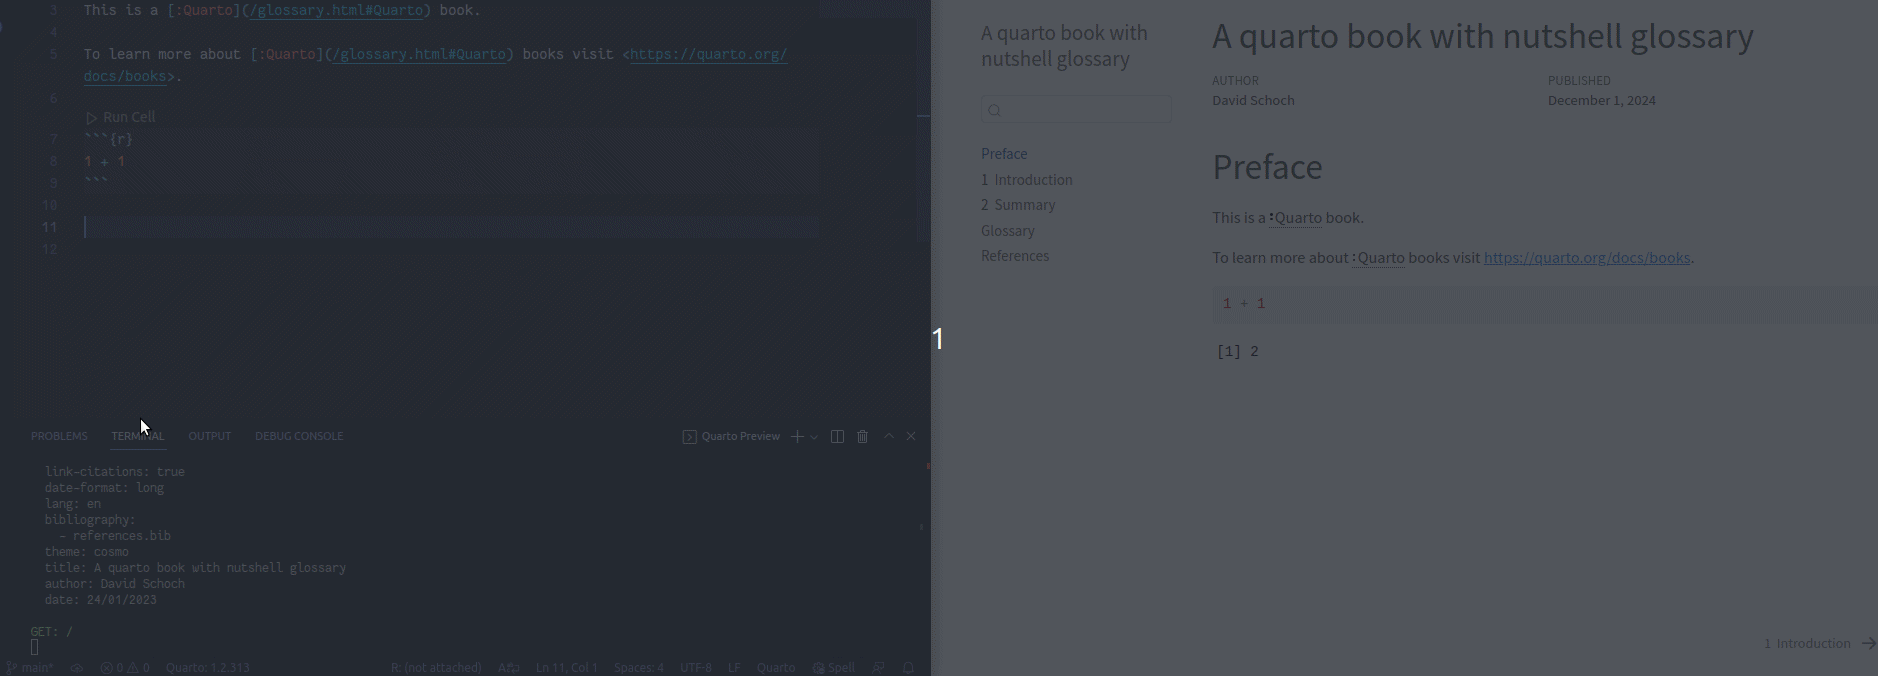 3 This is a [:Quarto](/glossary.html#Quarto) book.
4
5 To learn more about [:Quarto](/glossary.html#Quarto) books visit <https://quarto.org/
docs/books>.
6
Run Cell
7 ```{r}
8 1 + 1
9 ```
10
11
12
PROBLEMS TERMINAL OUTPUT DEBUG CONSOLE Quarto Preview
link-citations: true
date-format: long
lang: en
bibliography:
- references.bib
theme: cosmo
title: A quarto book with nutshell glossary
author: David Schoch
date: 24/01/2023
GET: /
main* 0 0 Quarto: 1.2.313 R: (not attached) Ln 11, Col 1 Spaces: 4 UTF-8 LF Quarto Spell
1
A quarto book with
nutshell glossary
Preface
1 Introduction
2 Summary
Glossary
References
A quarto book with nutshell glossary
AUTHOR PUBLISHED
David Schoch December 1, 2024
Preface
This is a :Quarto book.
To learn more about :Quarto books visit https://quarto.org/docs/books.
1 + 1
[1] 2
1 Introduction →